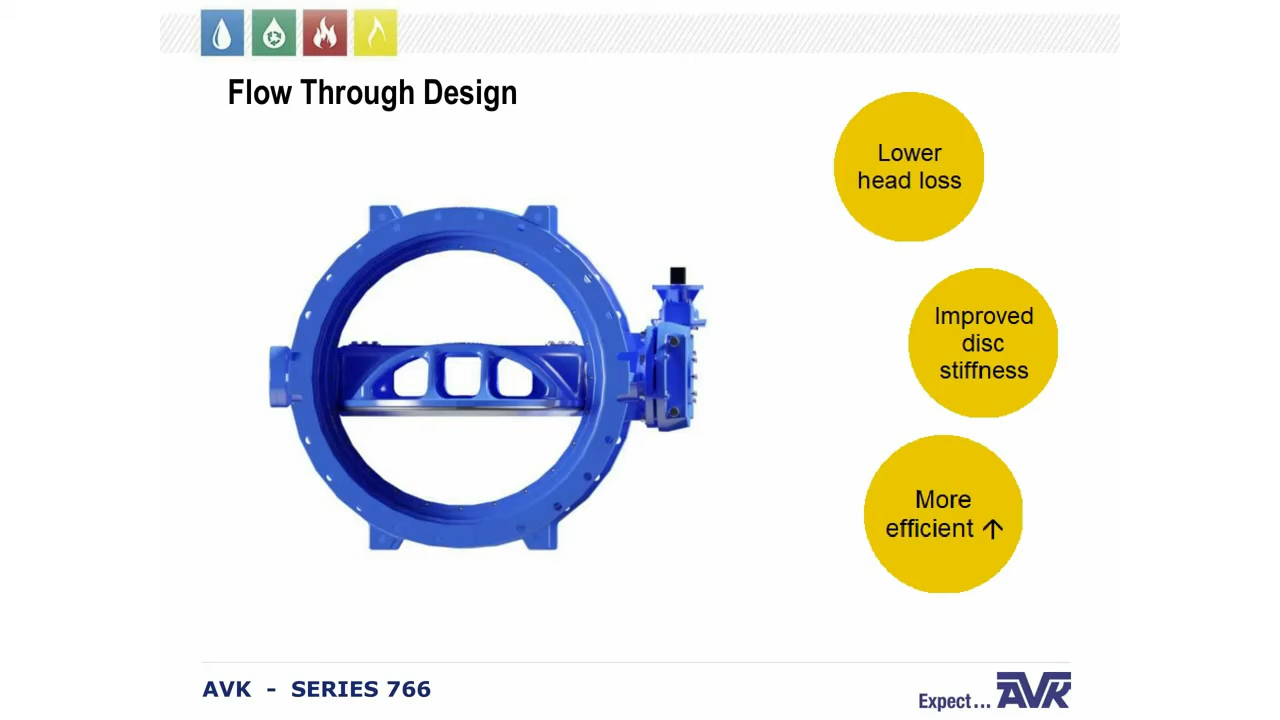 Flow Through Design
Lower
head loss
Improved
disc
stiffness
More
efficient ↑
AVK - SERIES 766
Expect... AVK